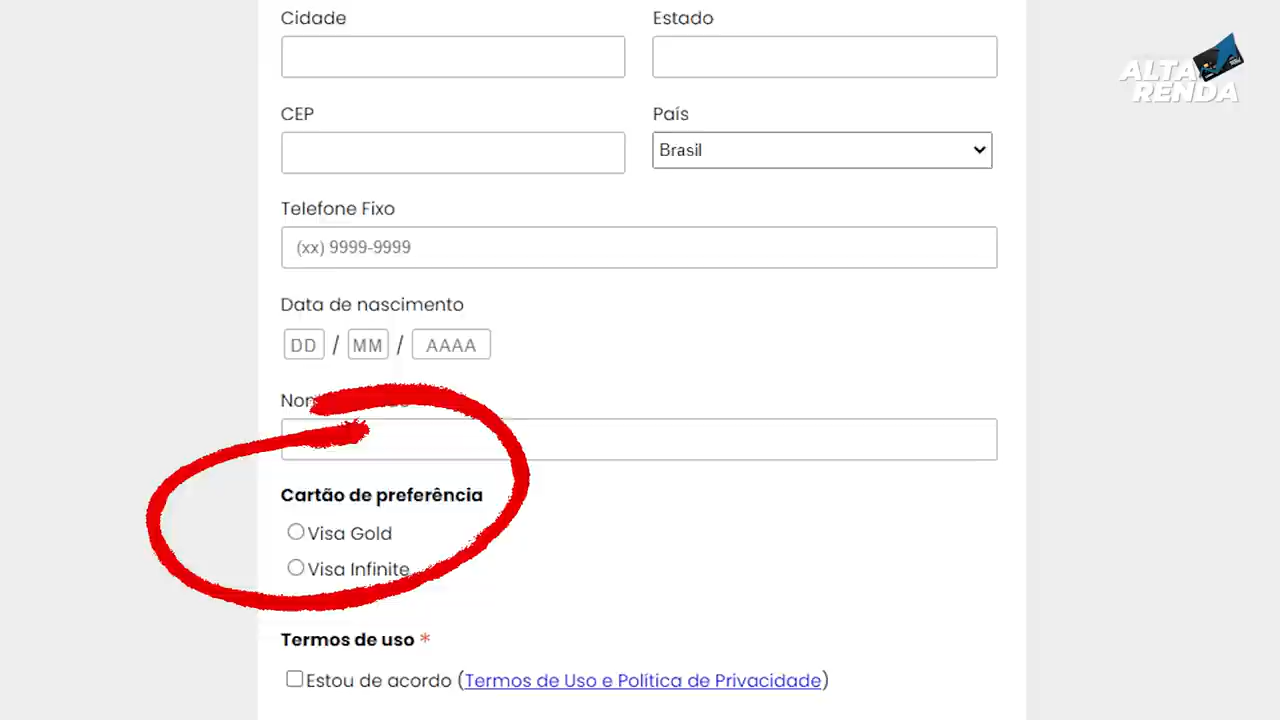 Cidade Estado
CEP País
Brasil
Telefone Fixo
(xx) 9999-9999
Data de nascimento
DD / MM / AAAA
Cartão de preferência
Visa Gold
Visa Infinite
Termos de uso *
Estou de acordo (Termos de Uso e Política de Privacidade)
ALTA
RENDA